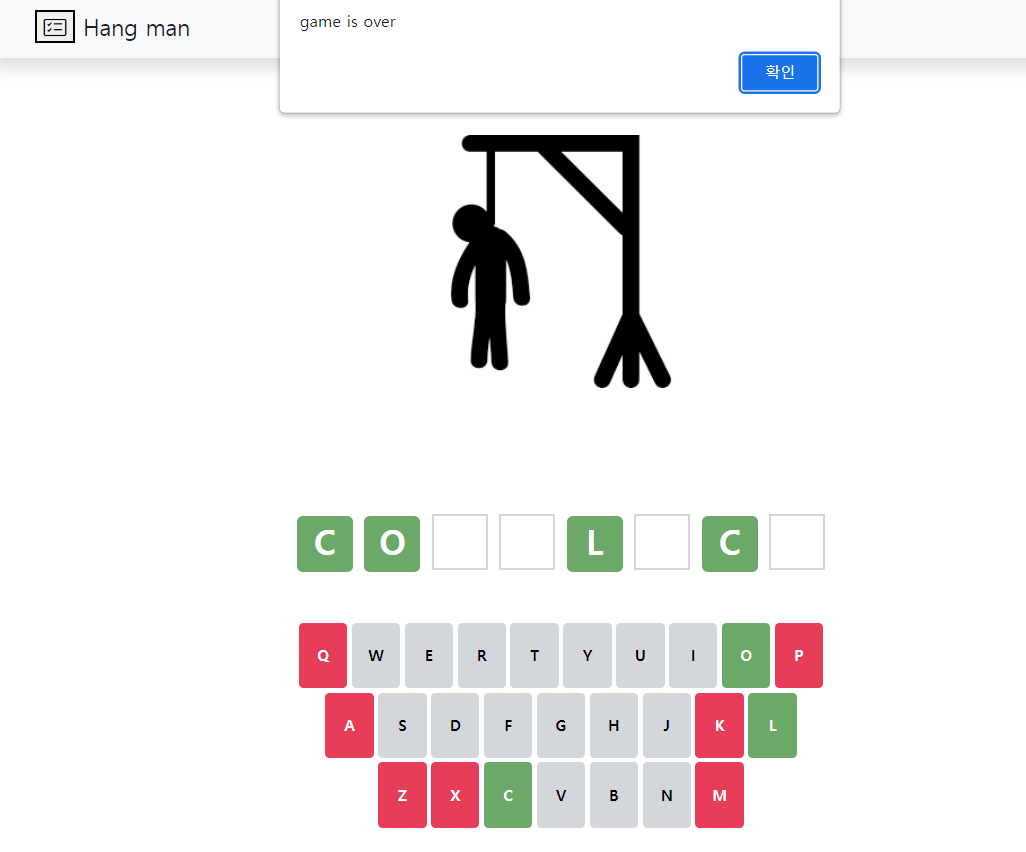 Hang man
game is over
확인
C O L C
Q W E R T Y U I O P
A S D F G H J K L
Z X C V B N M